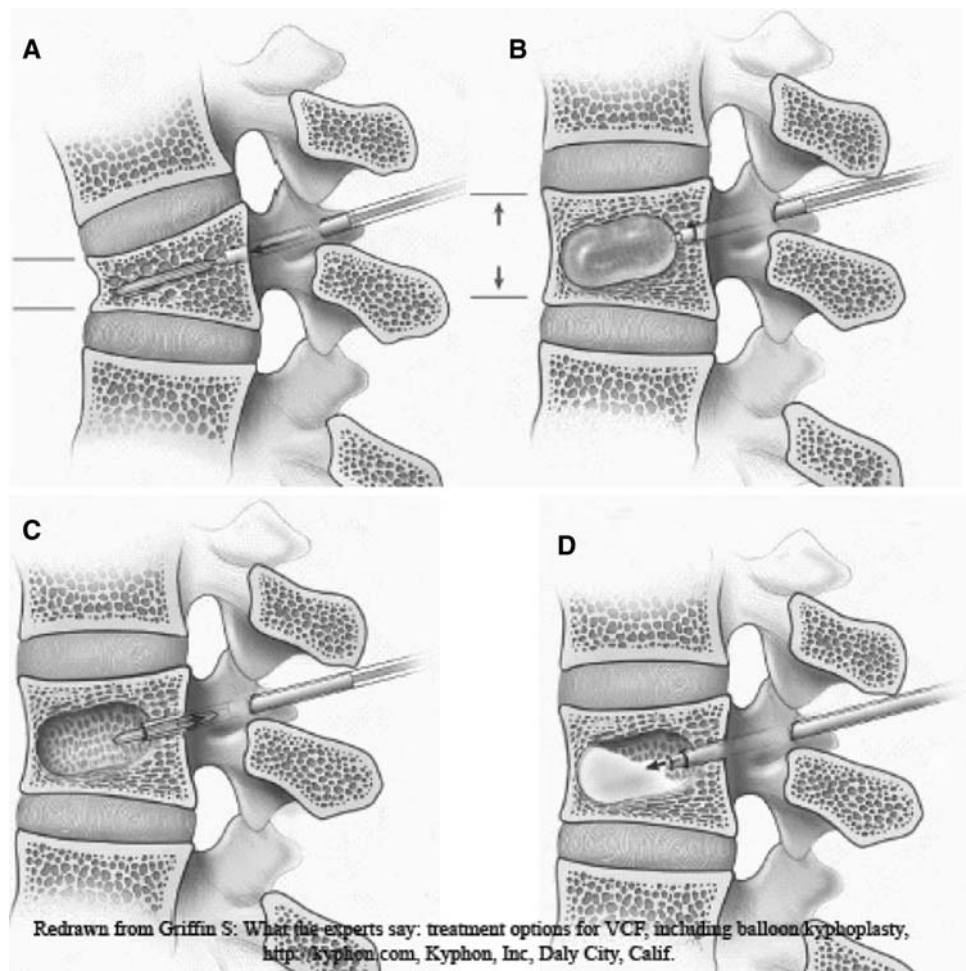 A
B
C
D
Redrawn from Griffin S: What the experts say: treatment options for VCF, including balloon kyphoplasty,
http://kyphon.com, Kyphon, Inc, Daly City, Calif.